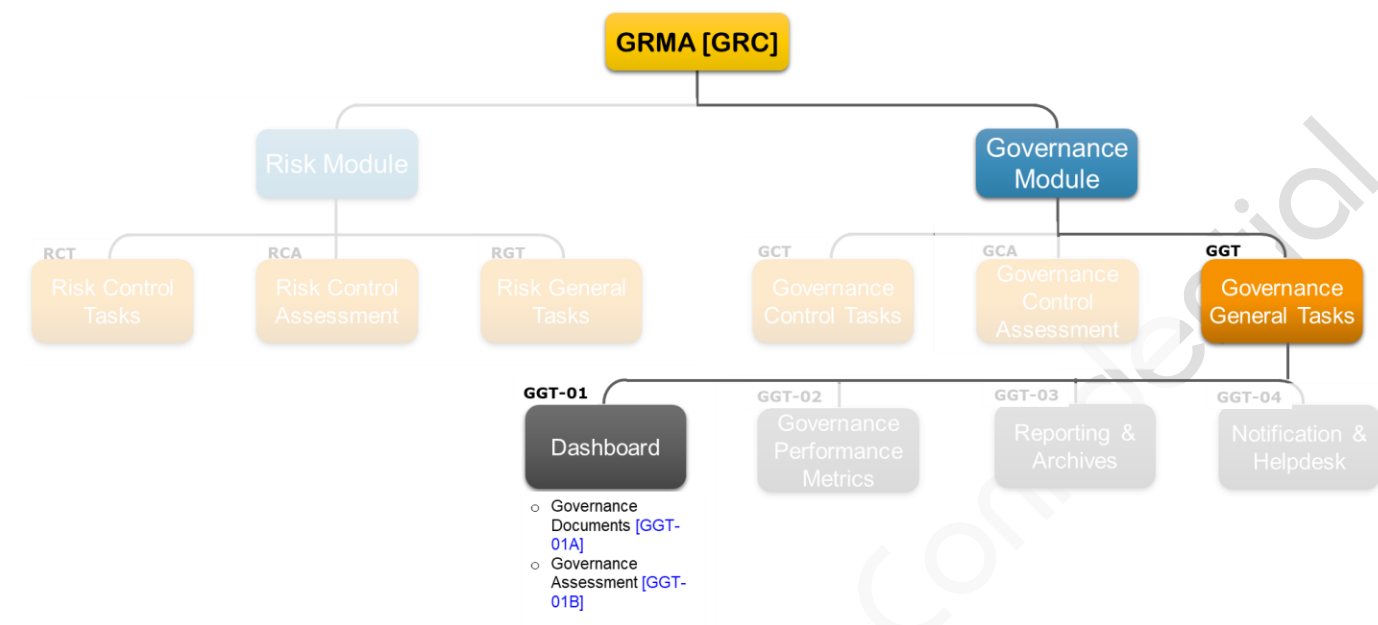 GRMA [GRC]
Risk Module
Governance
Module
RCT
RCA
RGT
GCT
GCA
GGT
Risk Control
Tasks
Risk Control
Assessment
Risk General
Tasks
Governance
Control Tasks
Governance
Control
Assessment
Governance
General Tasks
GGT-01
GGT-02
GGT-03
GGT-04
Dashboard
Governance
Performance
Metrics
Reporting &
Archives
Notification &
Helpdesk
○ Governance
Documents [GGT-
01A]
○ Governance
Assessment [GGT-
01B]
Confidential